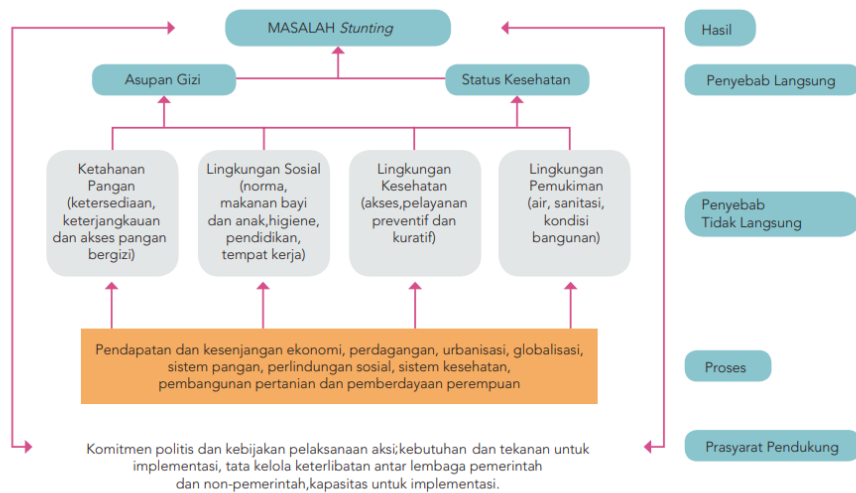 MASALAH Stunting
Hasil
Asupan Gizi
Status Kesehatan
Penyebab Langsung
Ketahanan
Pangan
(ketersediaan,
keterjangkauan
dan akses pangan
bergizi)
Lingkungan Sosial
(norma,
makanan bayi
dan anak,higiene,
pendidikan,
tempat kerja)
Lingkungan
Kesehatan
(akses,pelayanan
preventif dan
kuratif)
Lingkungan
Pemukiman
(air, sanitasi,
kondisi
bangunan)
Penyebab
Tidak Langsung
Pendapatan dan kesenjangan ekonomi, perdagangan, urbanisasi, globalisasi,
sistem pangan, perlindungan sosial, sistem kesehatan,
pembangunan pertanian dan pemberdayaan perempuan
Proses
Komitmen politis dan kebijakan pelaksanaan aksi;kebutuhan dan tekanan untuk
implementasi, tata kelola keterlibatan antar lembaga pemerintah
dan non-pemerintah,kapasitas untuk implementasi.
Prasyarat Pendukung